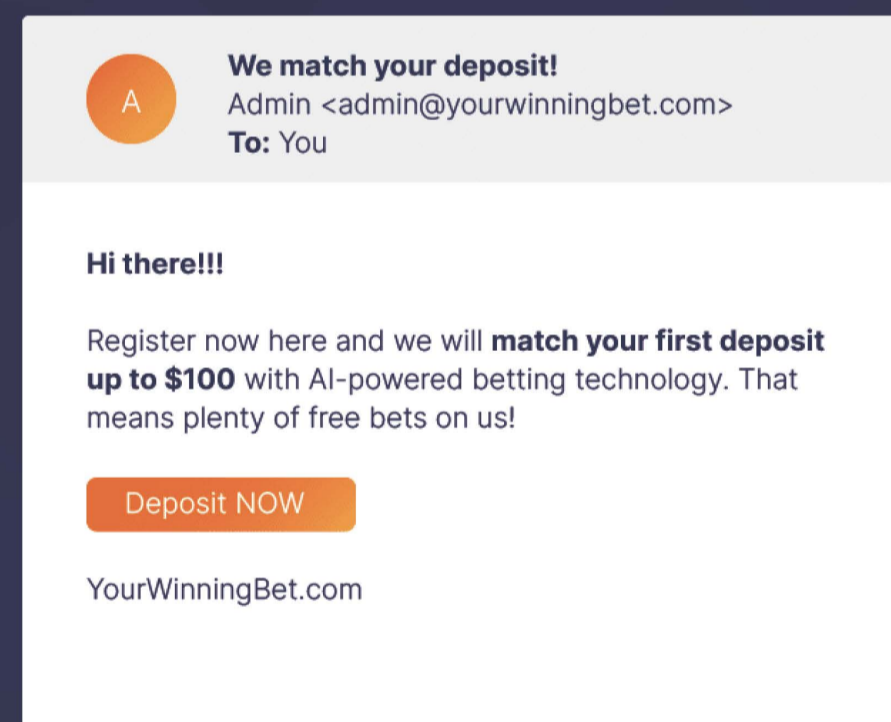 A
We match your deposit!
Admin <admin@yourwinningbet.com>
To: You
Hi there!!!
Register now here and we will match your first deposit
up to $100 with AI-powered betting technology. That
means plenty of free bets on us!
Deposit NOW
YourWinningBet.com